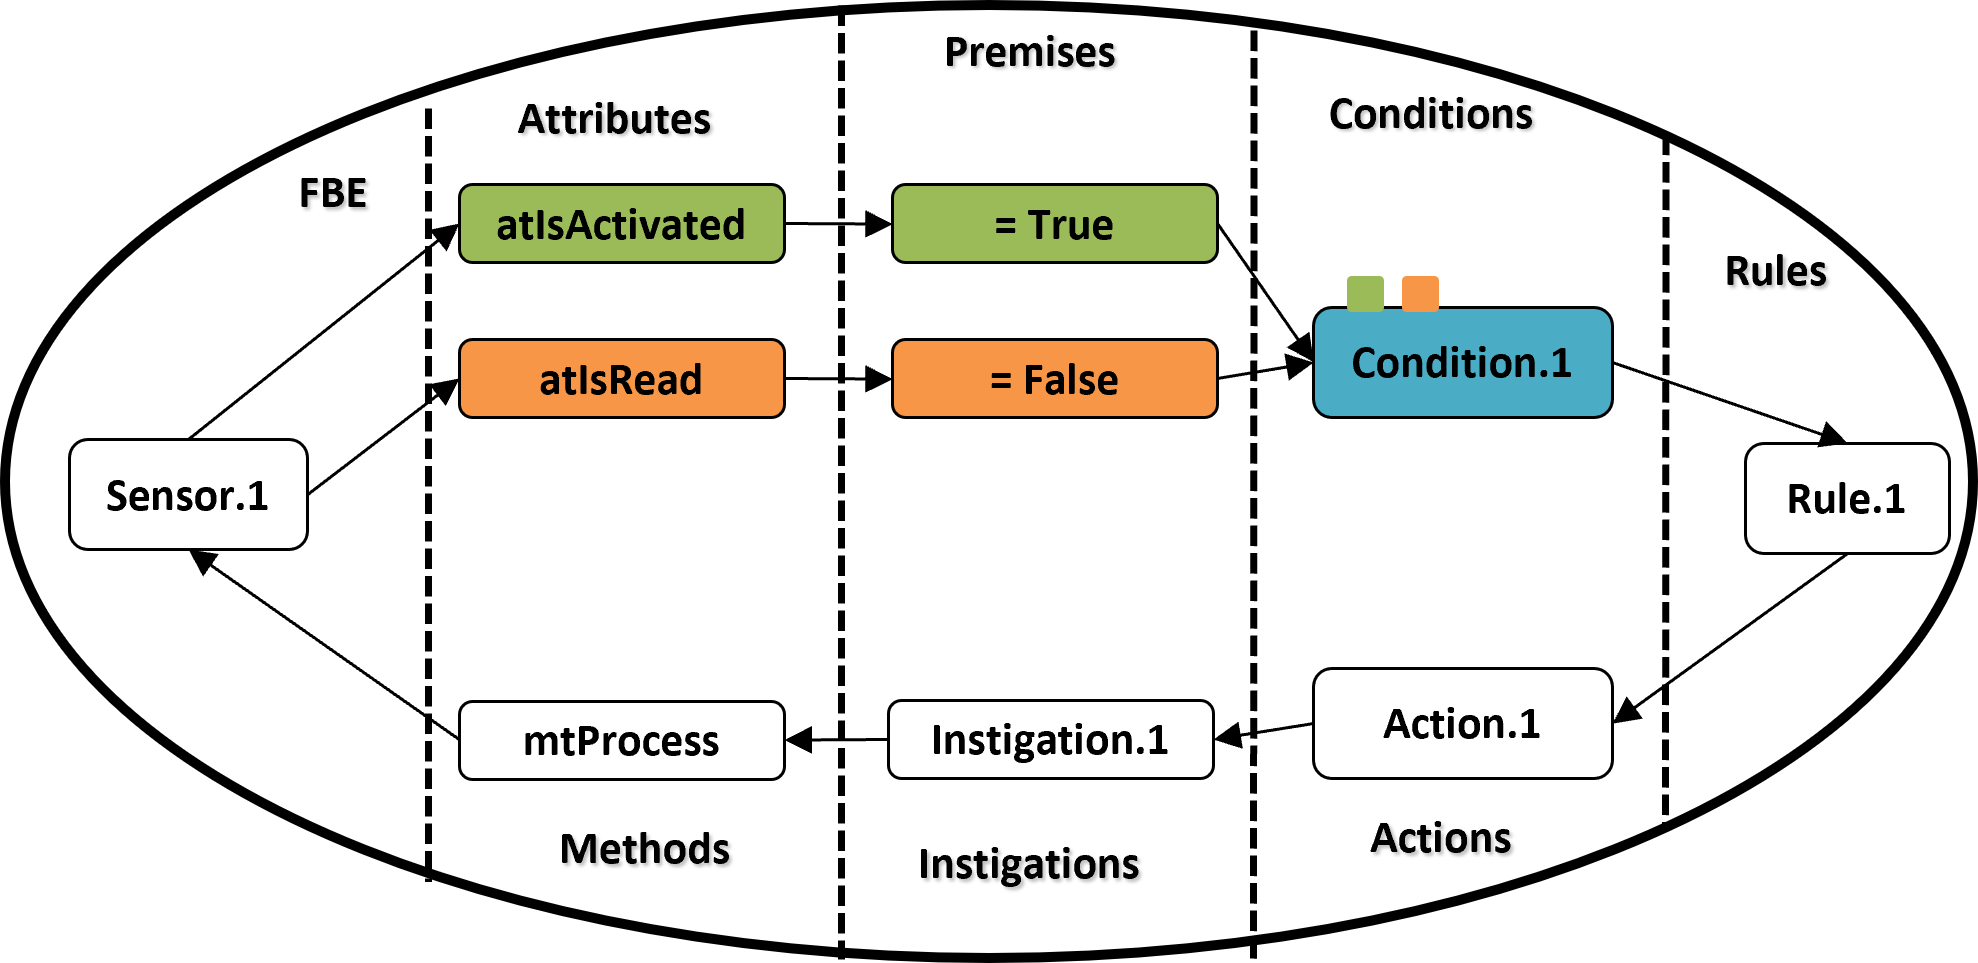 Premises
Attributes
Conditions
FBE
atIsActivated
= True
Rules
atIsRead
= False
Condition.1
Sensor.1
Rule.1
mtProcess
Instigation.1
Action.1
Methods
Instigations
Actions